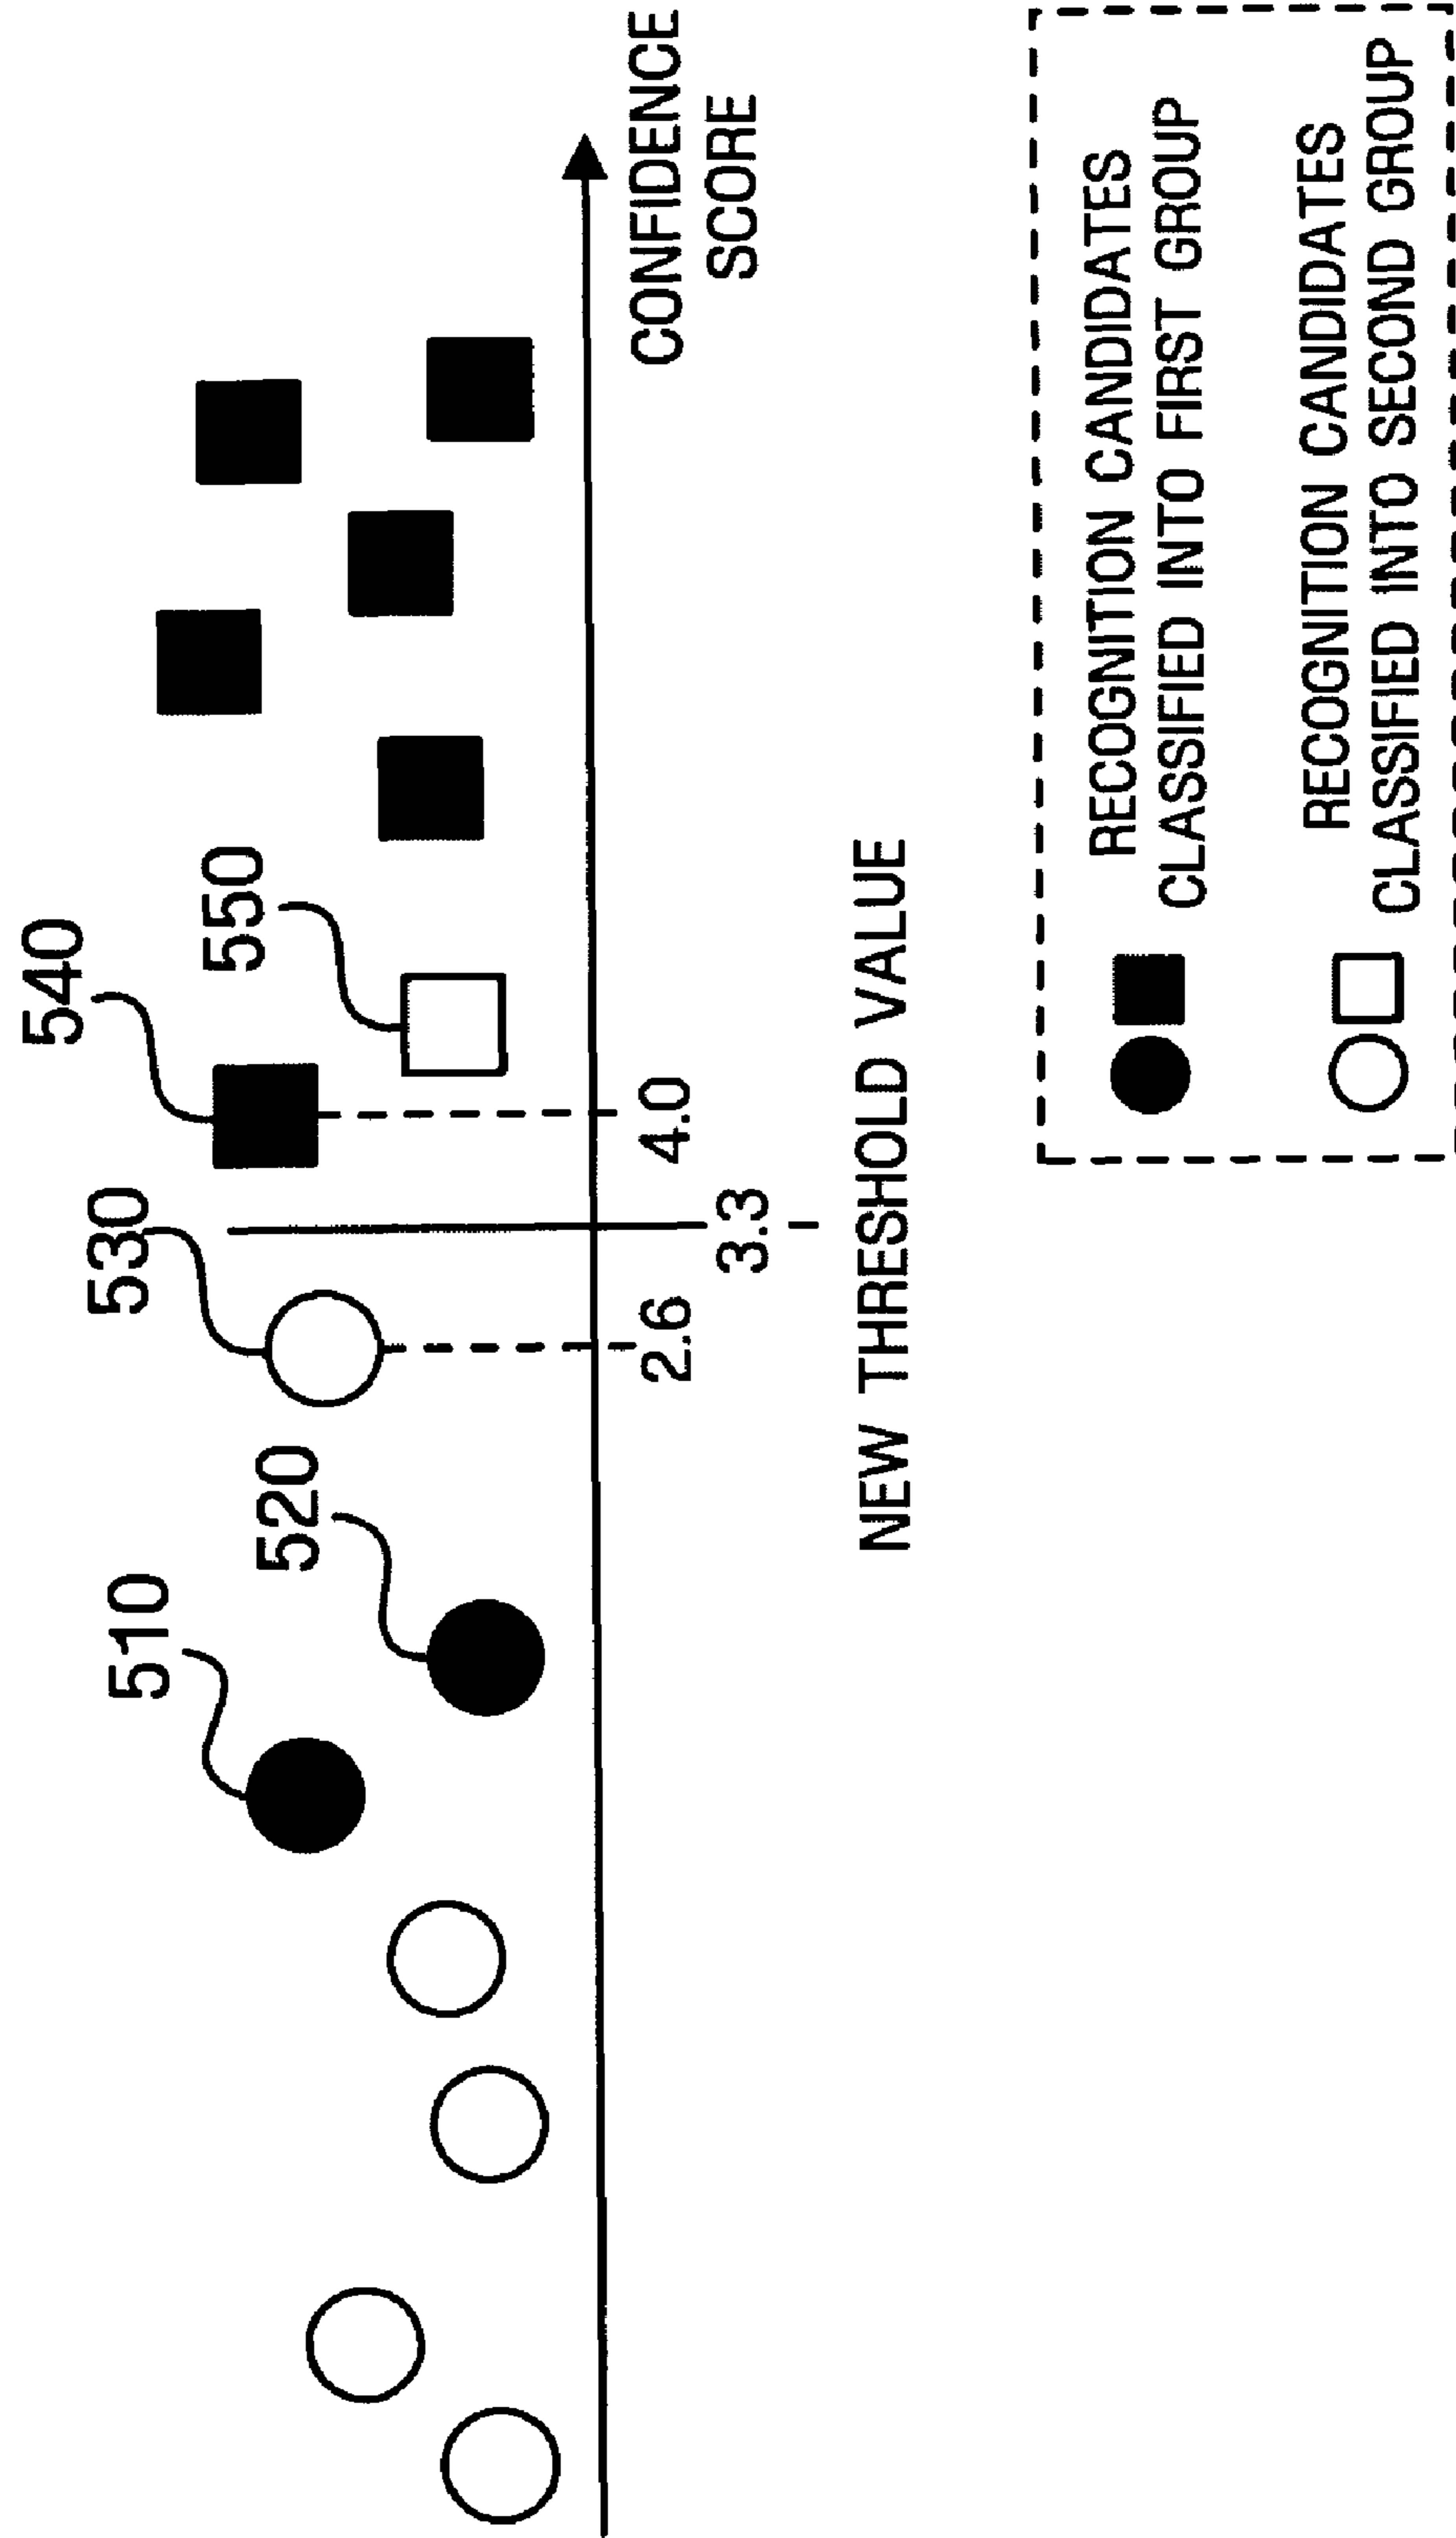 510
520
530
540
550
2.6
4.0
3.3
CONFIDENCE
SCORE
NEW THRESHOLD VALUE
RECOGNITION CANDIDATES
CLASSIFIED INTO FIRST GROUP
RECOGNITION CANDIDATES
CLASSIFIED INTO SECOND GROUP